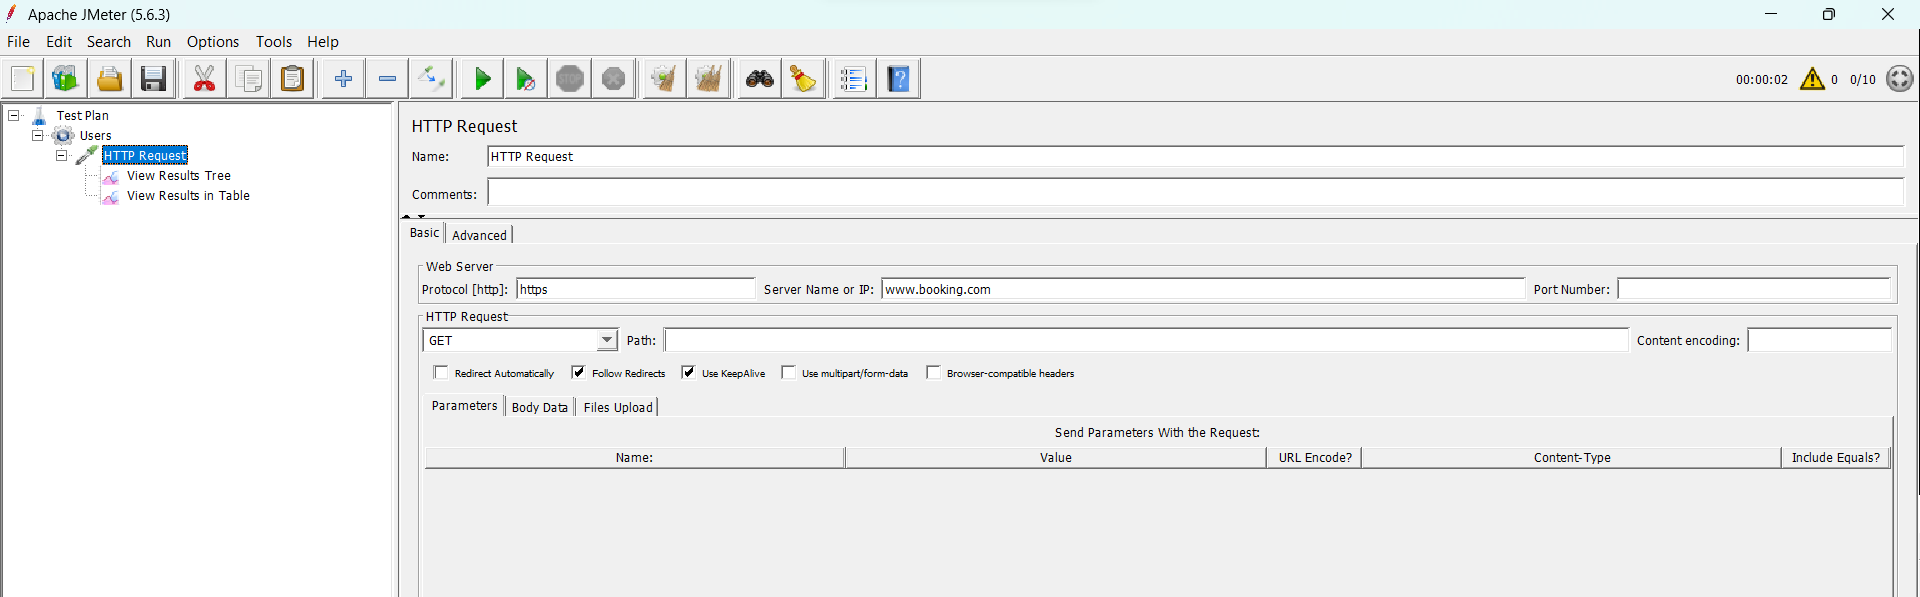 Apache JMeter (5.6.3)
File Edit Search Run Options Tools Help
STOP
?
00:00:02 0 0/10
Test Plan
Users
HTTP Request
View Results Tree
View Results in Table
HTTP Request
Name: HTTP Request
Comments:
Basic Advanced
Web Server
Protocol [http]: https Server Name or IP: www.booking.com Port Number:
HTTP Request
GET Path: Content encoding:
Redirect Automatically Follow Redirects Use KeepAlive Use multipart/form-data Browser-compatible headers
Parameters Body Data Files Upload
Send Parameters With the Request:
Name: Value URL Encode? Content-Type Include Equals?